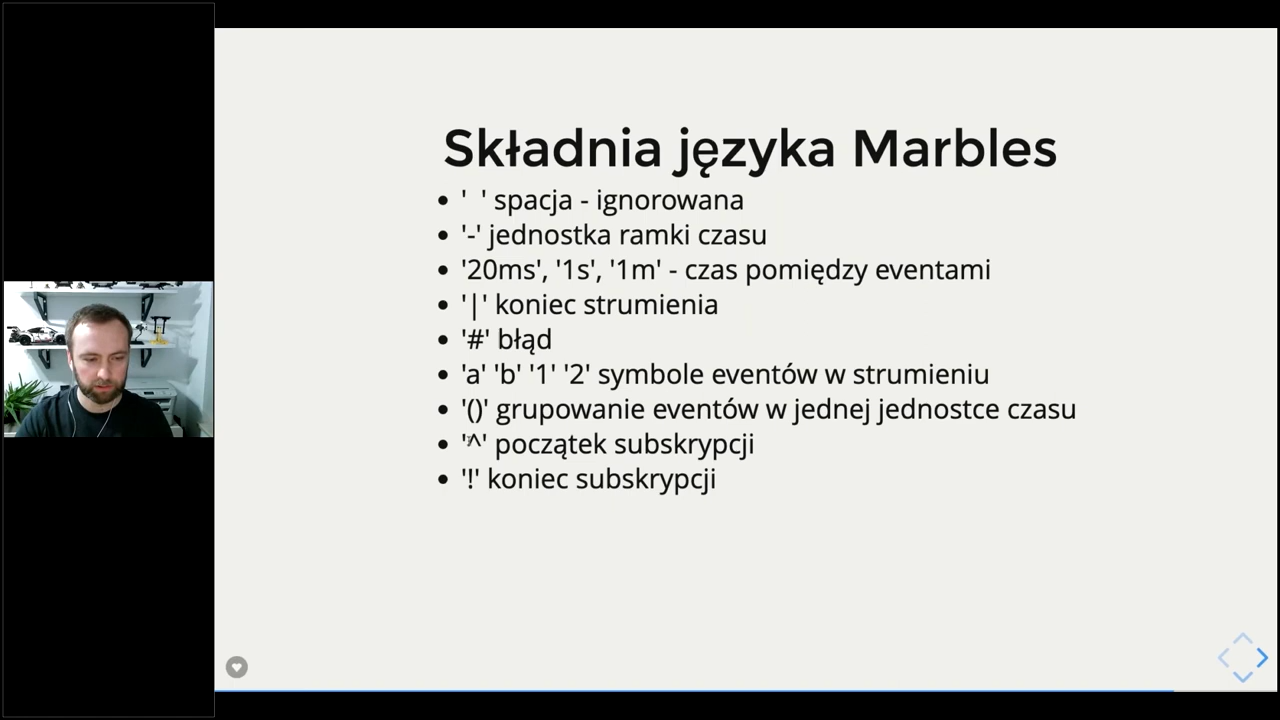 Składnia języka Marbles
' ' spacja - ignorowana
'-' jednostka ramki czasu
'20ms', '1s', '1m' - czas pomiędzy eventami
'|' koniec strumienia
'#' błąd
'a' 'b' '1' '2' symbole eventów w strumieniu
'()' grupowanie eventów w jednej jednostce czasu
'^' początek subskrypcji
'!' koniec subskrypcji